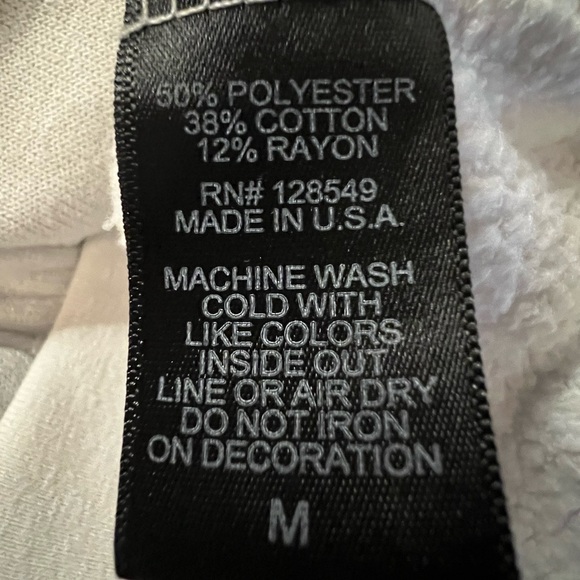 50% POLYESTER
38% COTTON
12% RAYON
RN# 128549
MADE IN U.S.A.
MACHINE WASH
COLD WITH
LIKE COLORS
INSIDE OUT
LINE OR AIR DRY
DO NOT IRON
ON DECORATION
M